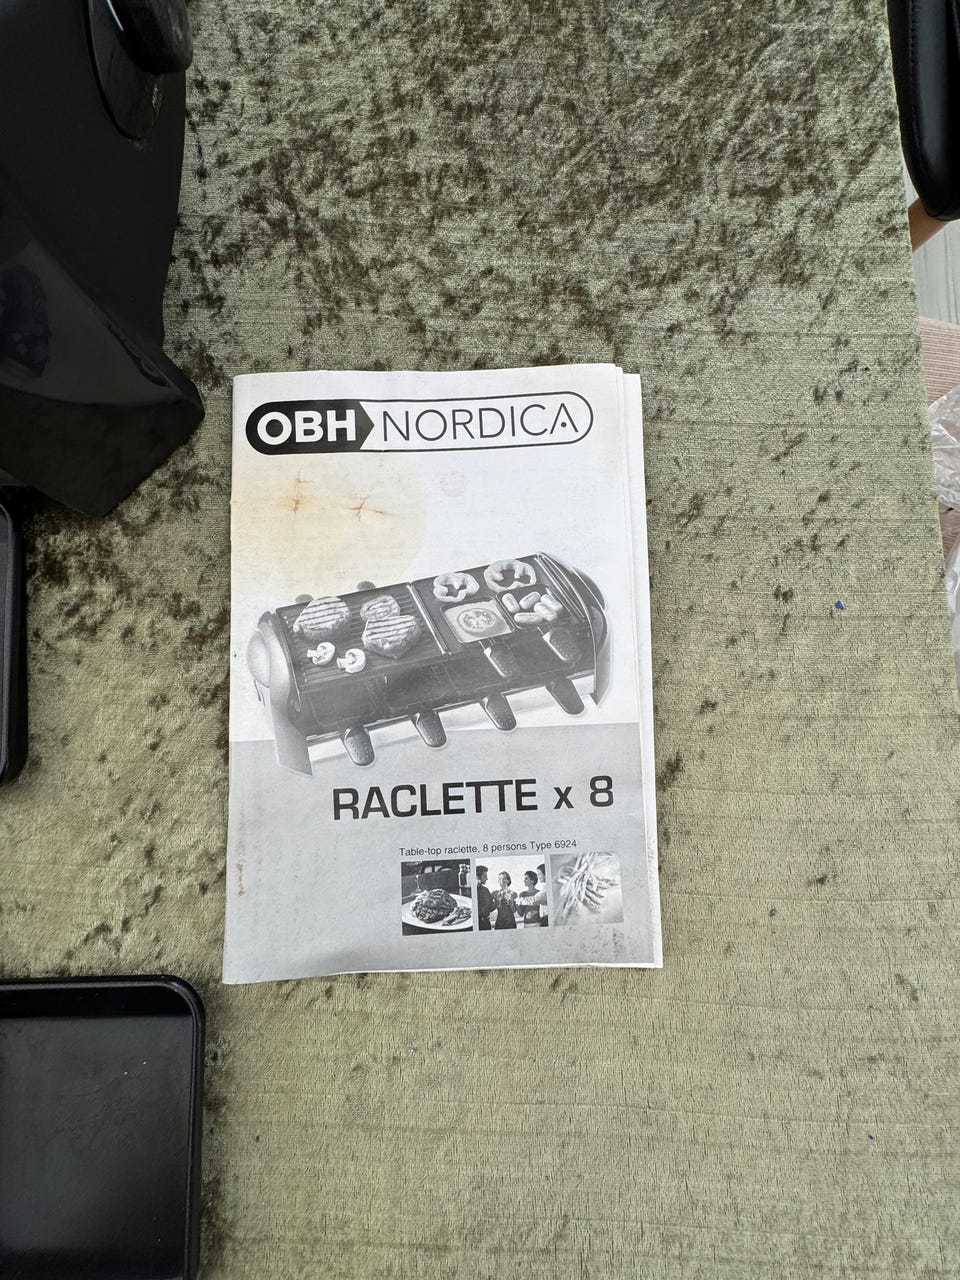 OBH NORDICA
RACLETTE x 8
Table-top raclette, 8 persons Type 6924